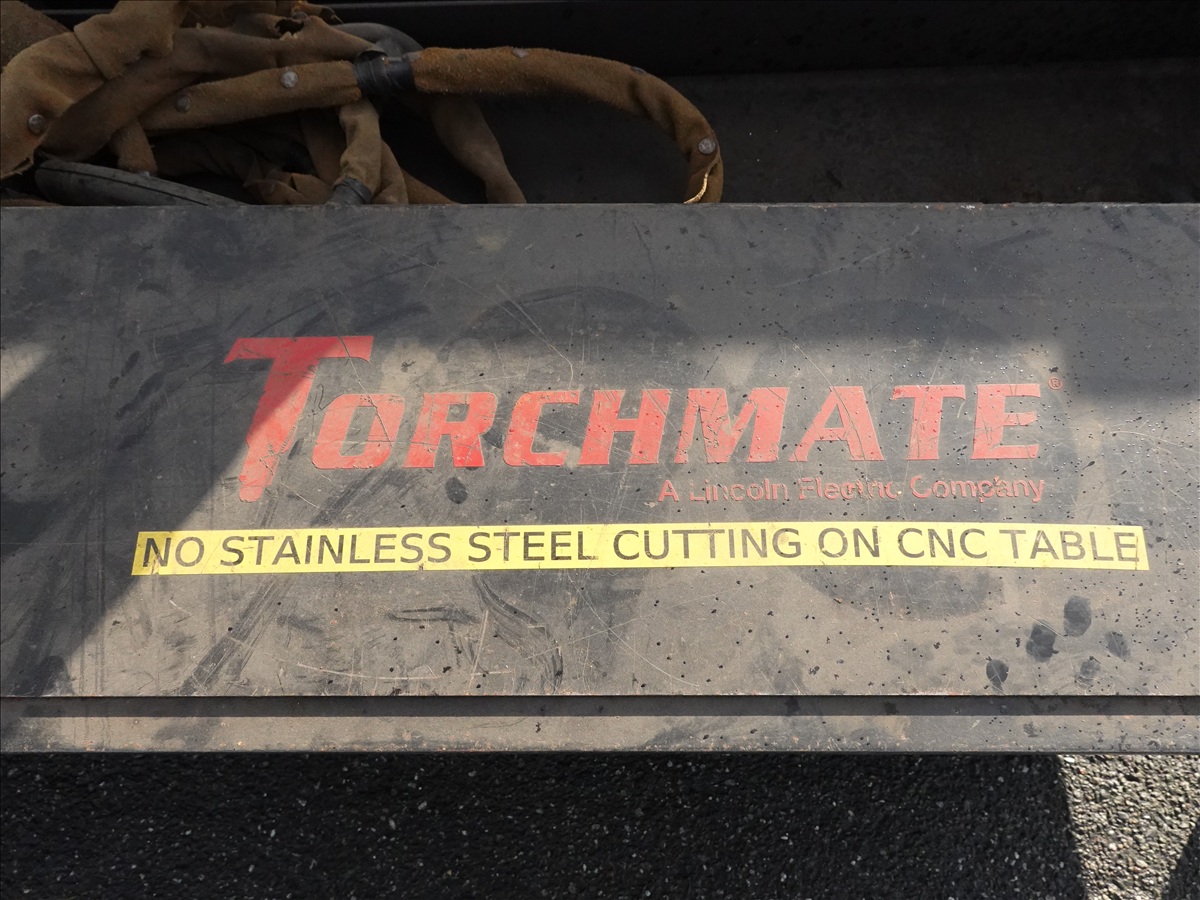 TORCHMATE®
A Lincoln Electric Company
NO STAINLESS STEEL CUTTING ON CNC TABLE